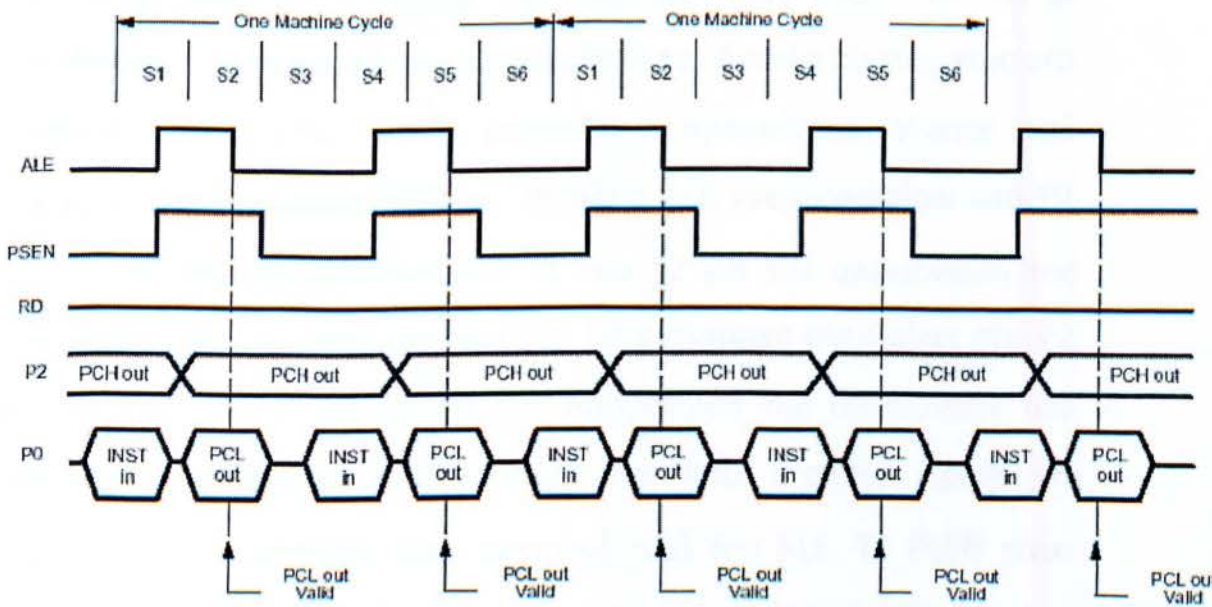 One Machine Cycle One Machine Cycle
S1 S2 S3 S4 S5 S6 S1 S2 S3 S4 S5 S6
ALE
PSEN
RD
P2 PCH out PCH out PCH out PCH out PCH out PCH out
P0 INST in PCL out INST in PCL out INST in PCL out INST in PCL out INST in PCL out
PCL out Valid PCL out Valid PCL out Valid PCL out Valid PCL out Valid